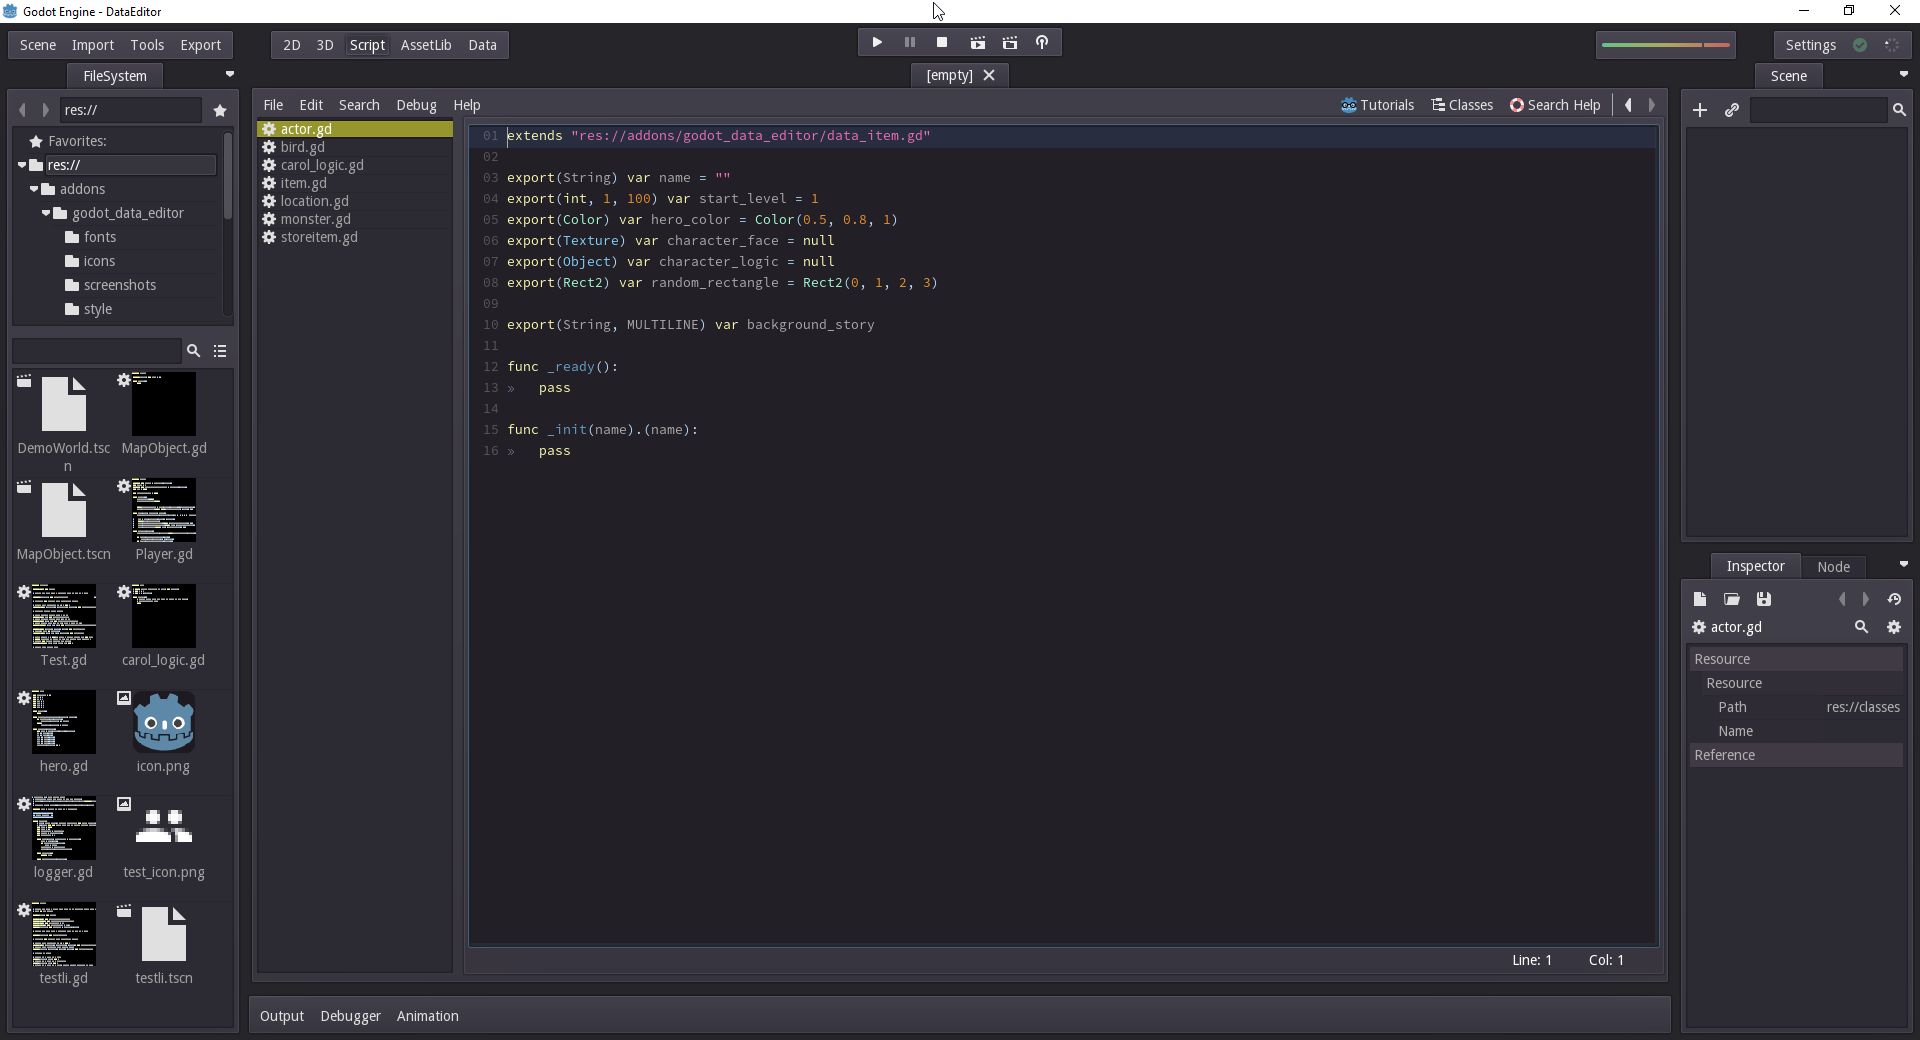 Godot Engine - DataEditor
Scene Import Tools Export
2D 3D Script AssetLib Data
Settings
FileSystem
[empty]
Scene
res://
Favorites:
res://
addons
godot_data_editor
fonts
icons
screenshots
style
DemoWorld.tsc
n
MapObject.gd
MapObject.tscn
Player.gd
Test.gd
carol_logic.gd
hero.gd
icon.png
logger.gd
test_icon.png
testli.gd
testli.tscn
File Edit Search Debug Help
Tutorials Classes Search Help
actor.gd
bird.gd
carol_logic.gd
item.gd
location.gd
monster.gd
storeitem.gd
01 extends "res://addons/godot_data_editor/data_item.gd"
02
03 export(String) var name = ""
04 export(int, 1, 100) var start_level = 1
05 export(Color) var hero_color = Color(0.5, 0.8, 1)
06 export(Texture) var character_face = null
07 export(Object) var character_logic = null
08 export(Rect2) var random_rectangle = Rect2(0, 1, 2, 3)
09
10 export(String, MULTILINE) var background_story
11
12 func _ready():
13 » pass
14
15 func _init(name).(name):
16 » pass
Line: 1 Col: 1
Output Debugger Animation
Inspector Node
actor.gd
Resource
Resource
Path res://classes
Name
Reference